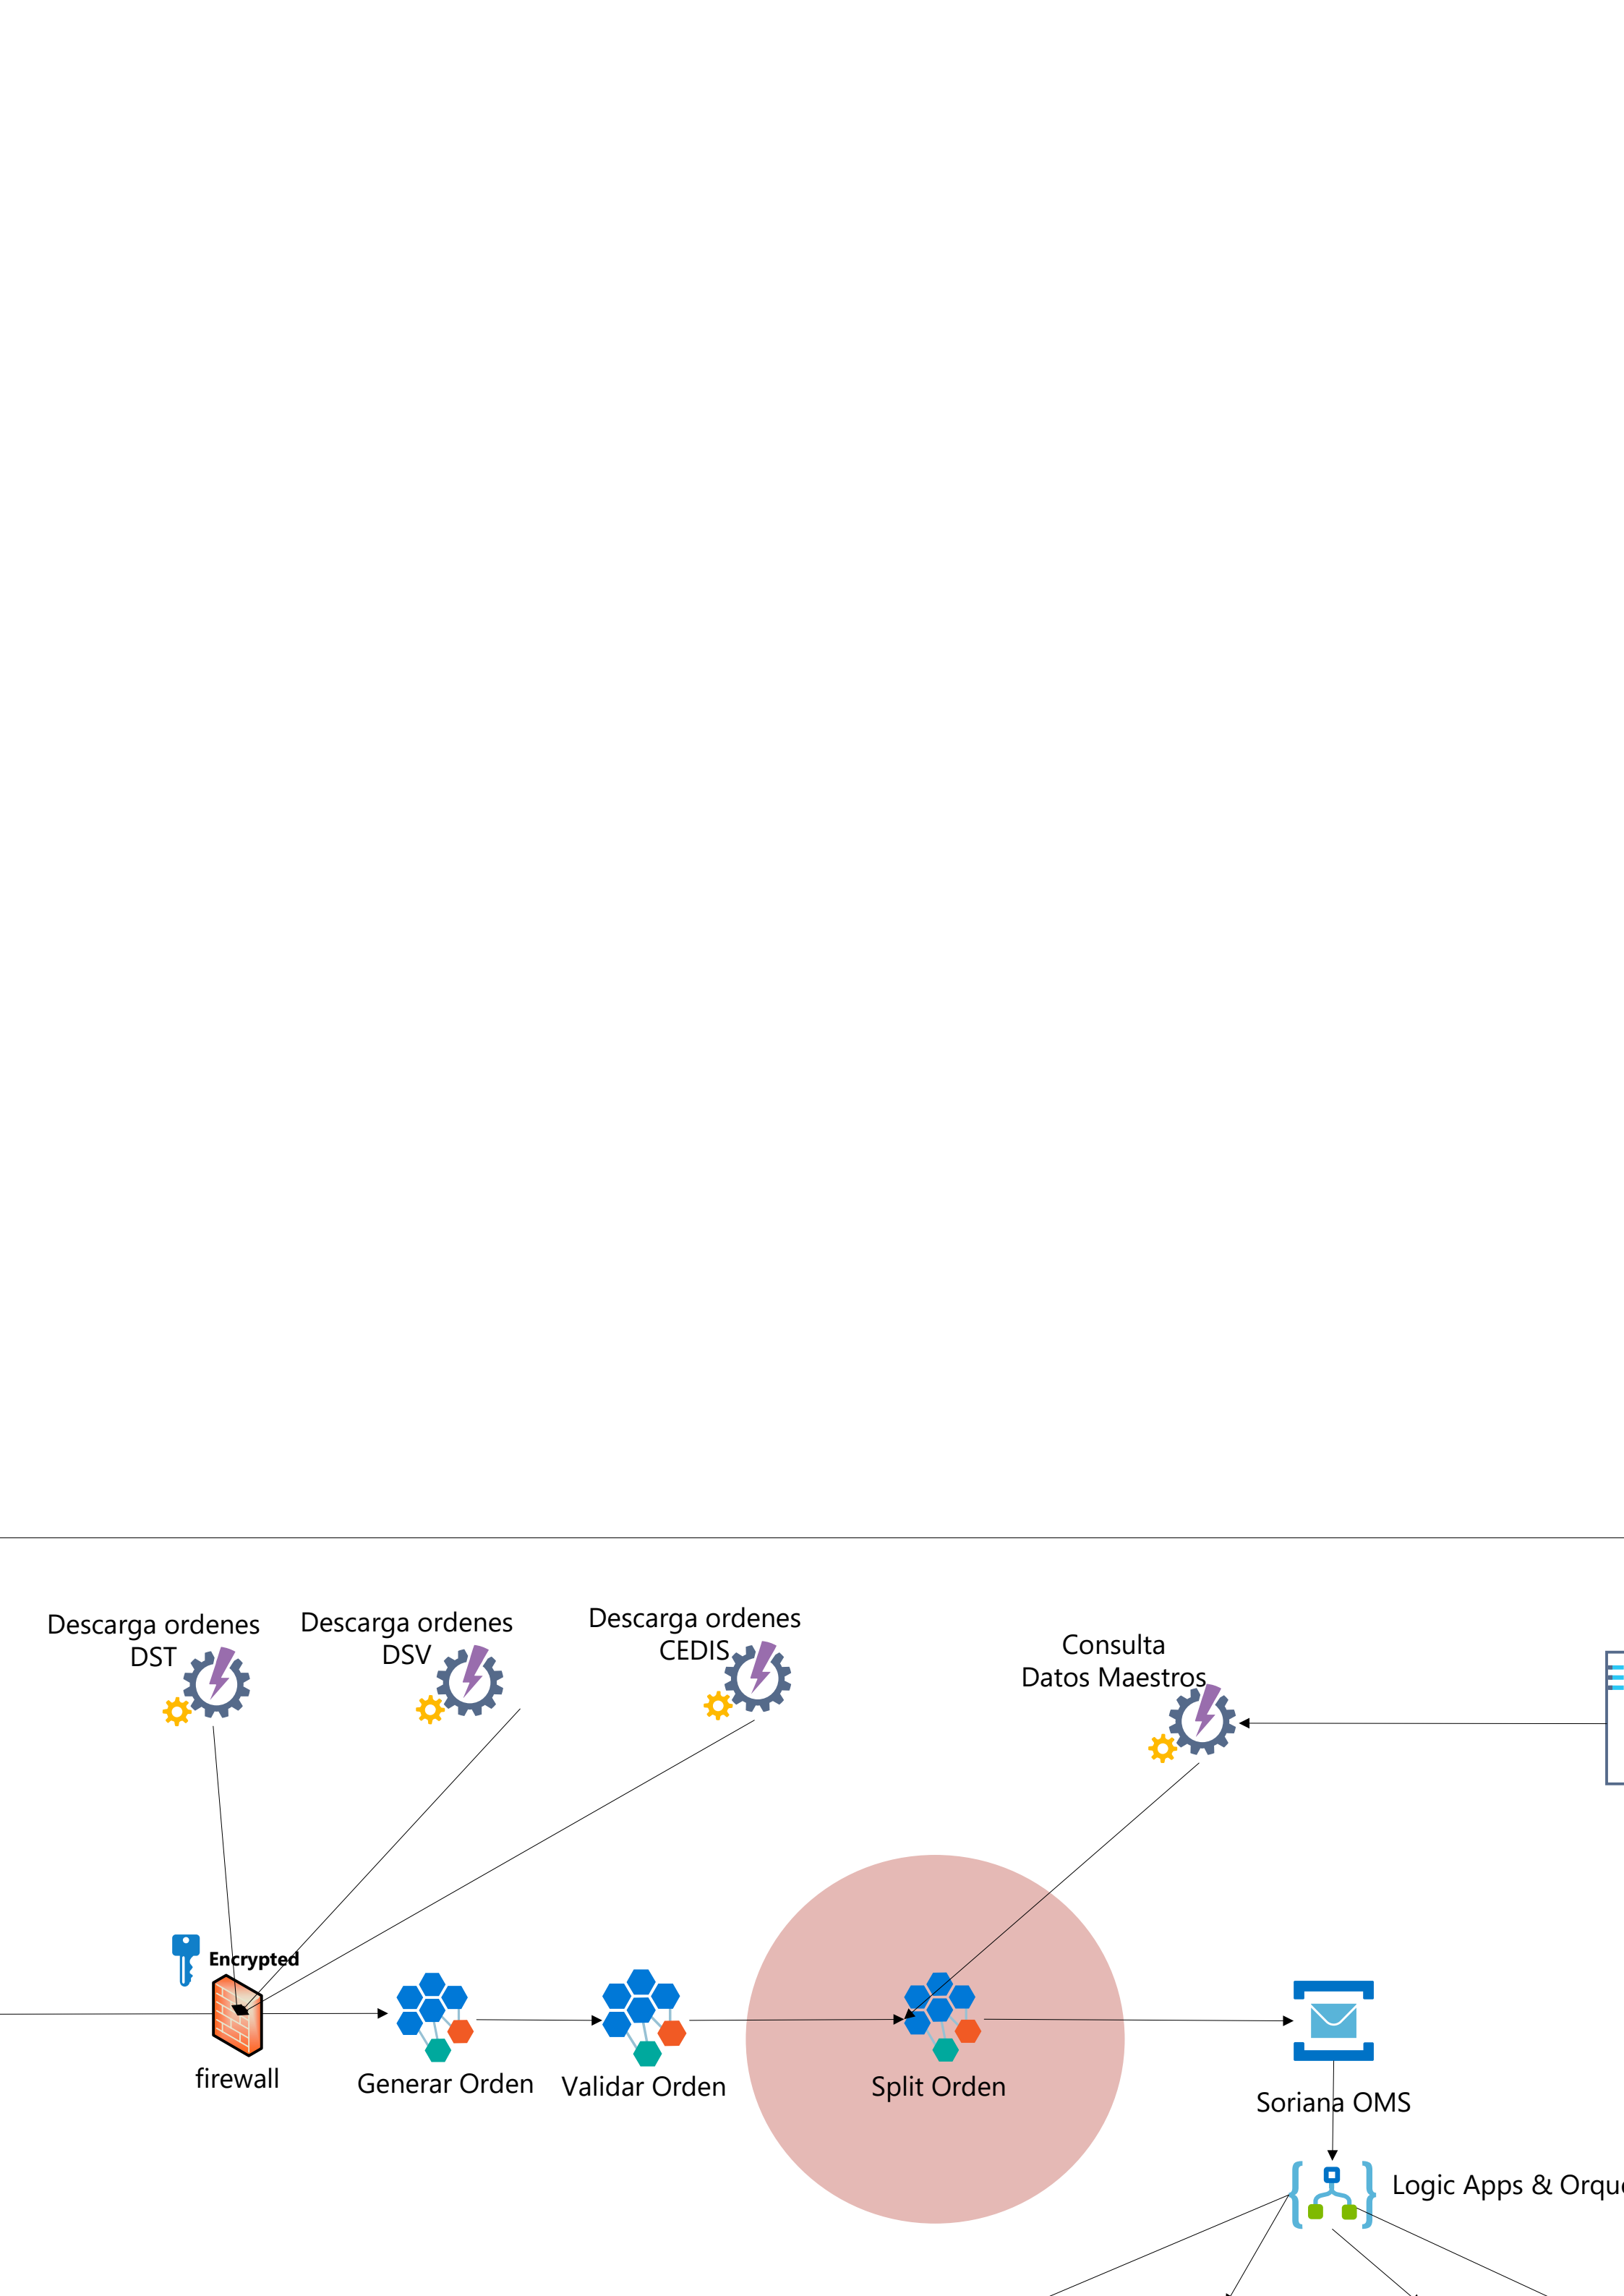 Descarga ordenes
DST
Descarga ordenes
DSV
Descarga ordenes
CEDIS
Consulta
Datos Maestros
Encrypted
firewall
Generar Orden
Validar Orden
Split Orden
Soriana OMS
Logic Apps &